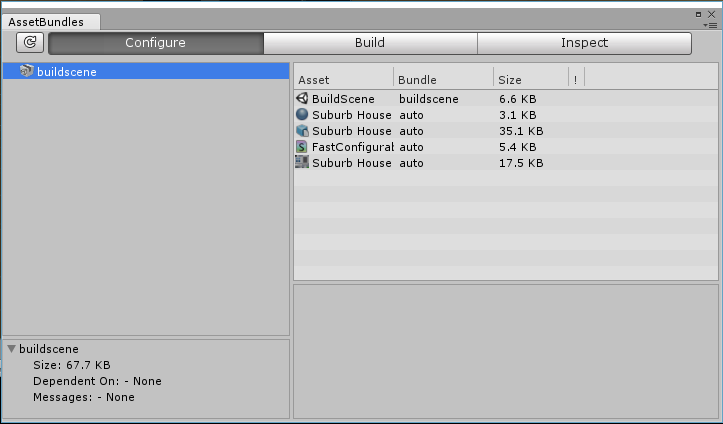 AssetBundles
Configure Build Inspect
buildscene
Asset Bundle Size !
BuildScene buildscene 6.6 KB
Suburb House auto 3.1 KB
Suburb House auto 35.1 KB
FastConfigural auto 5.4 KB
Suburb House auto 17.5 KB
buildscene
Size: 67.7 KB
Dependent On: - None
Messages: - None